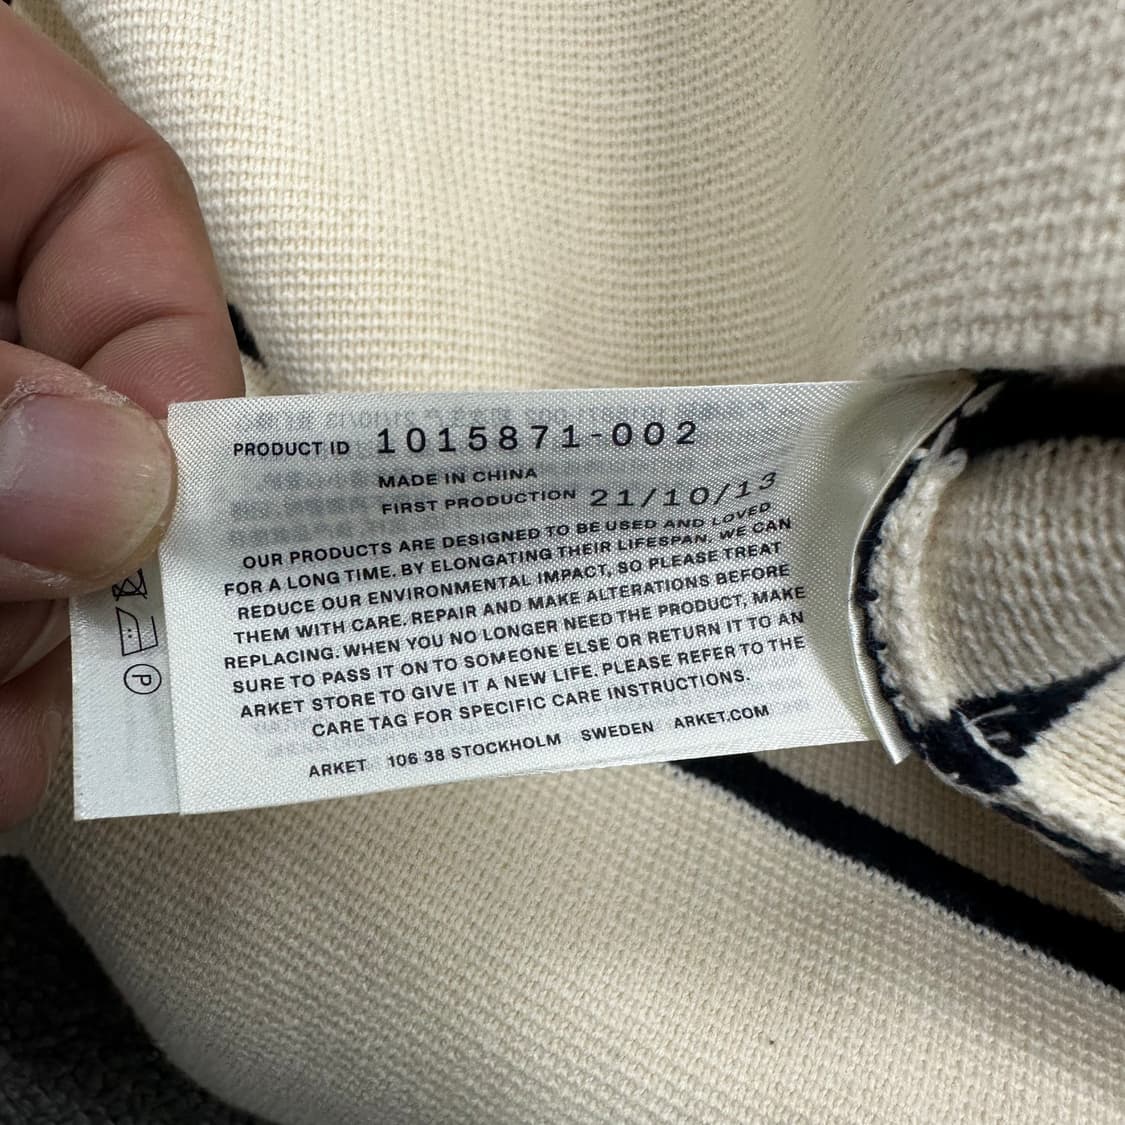 PRODUCT ID 1015871-002
MADE IN CHINA
FIRST PRODUCTION 21/10/13
OUR PRODUCTS ARE DESIGNED TO BE USED AND LOVED
FOR A LONG TIME. BY ELONGATING THEIR LIFESPAN, WE CAN
REDUCE OUR ENVIRONMENTAL IMPACT, SO PLEASE TREAT
THEM WITH CARE. REPAIR AND MAKE ALTERATIONS BEFORE
REPLACING. WHEN YOU NO LONGER NEED THE PRODUCT, MAKE
SURE TO PASS IT ON TO SOMEONE ELSE OR RETURN IT TO AN
ARKET STORE TO GIVE IT A NEW LIFE. PLEASE REFER TO THE
CARE TAG FOR SPECIFIC CARE INSTRUCTIONS.
ARKET 106 38 STOCKHOLM SWEDEN ARKET.COM
P